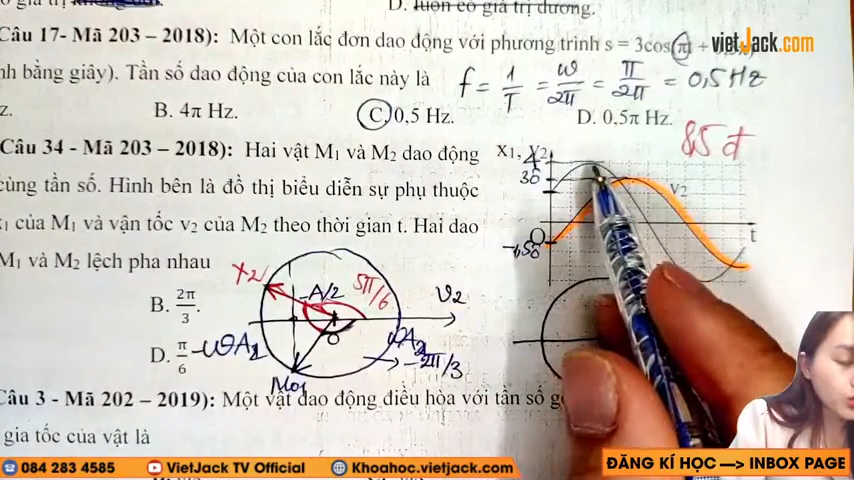 D. luôn có giá trị dương.
Câu 17- Mã 203 – 2018): Một con lắc đơn dao động với phương trình s = 3cos(πt +
vietJack.com
nh bằng giây). Tần số dao động của con lắc này là
f = 1/T = ω/2π = π/2π = 0,5 Hz
z.
B. 4π Hz.
C. 0,5 Hz.
D. 0.5π Hz.
Câu 34 - Mã 203 – 2018): Hai vật M₁ và M₂ dao động
x₁, v₂
cùng tần số. Hình bên là đồ thị biểu diễn sự phụ thuộc
v₂
x₁ của M₁ và vận tốc v₂ của M₂ theo thời gian t. Hai dao
O
t
M₁ và M₂ lệch pha nhau
X2
-A/2
5π/6
v2
B. 2π/3.
O
ωA2
D. π/6
-ωA2
-2π/3
Câu 3 - Mã 202 – 2019): Một vật dao động điều hòa với tần số g
gia tốc của vật là
ĐĂNG KÍ HỌC —> INBOX PAGE
084 283 4585
VietJack TV Official
Khoahoc.vietjack.com